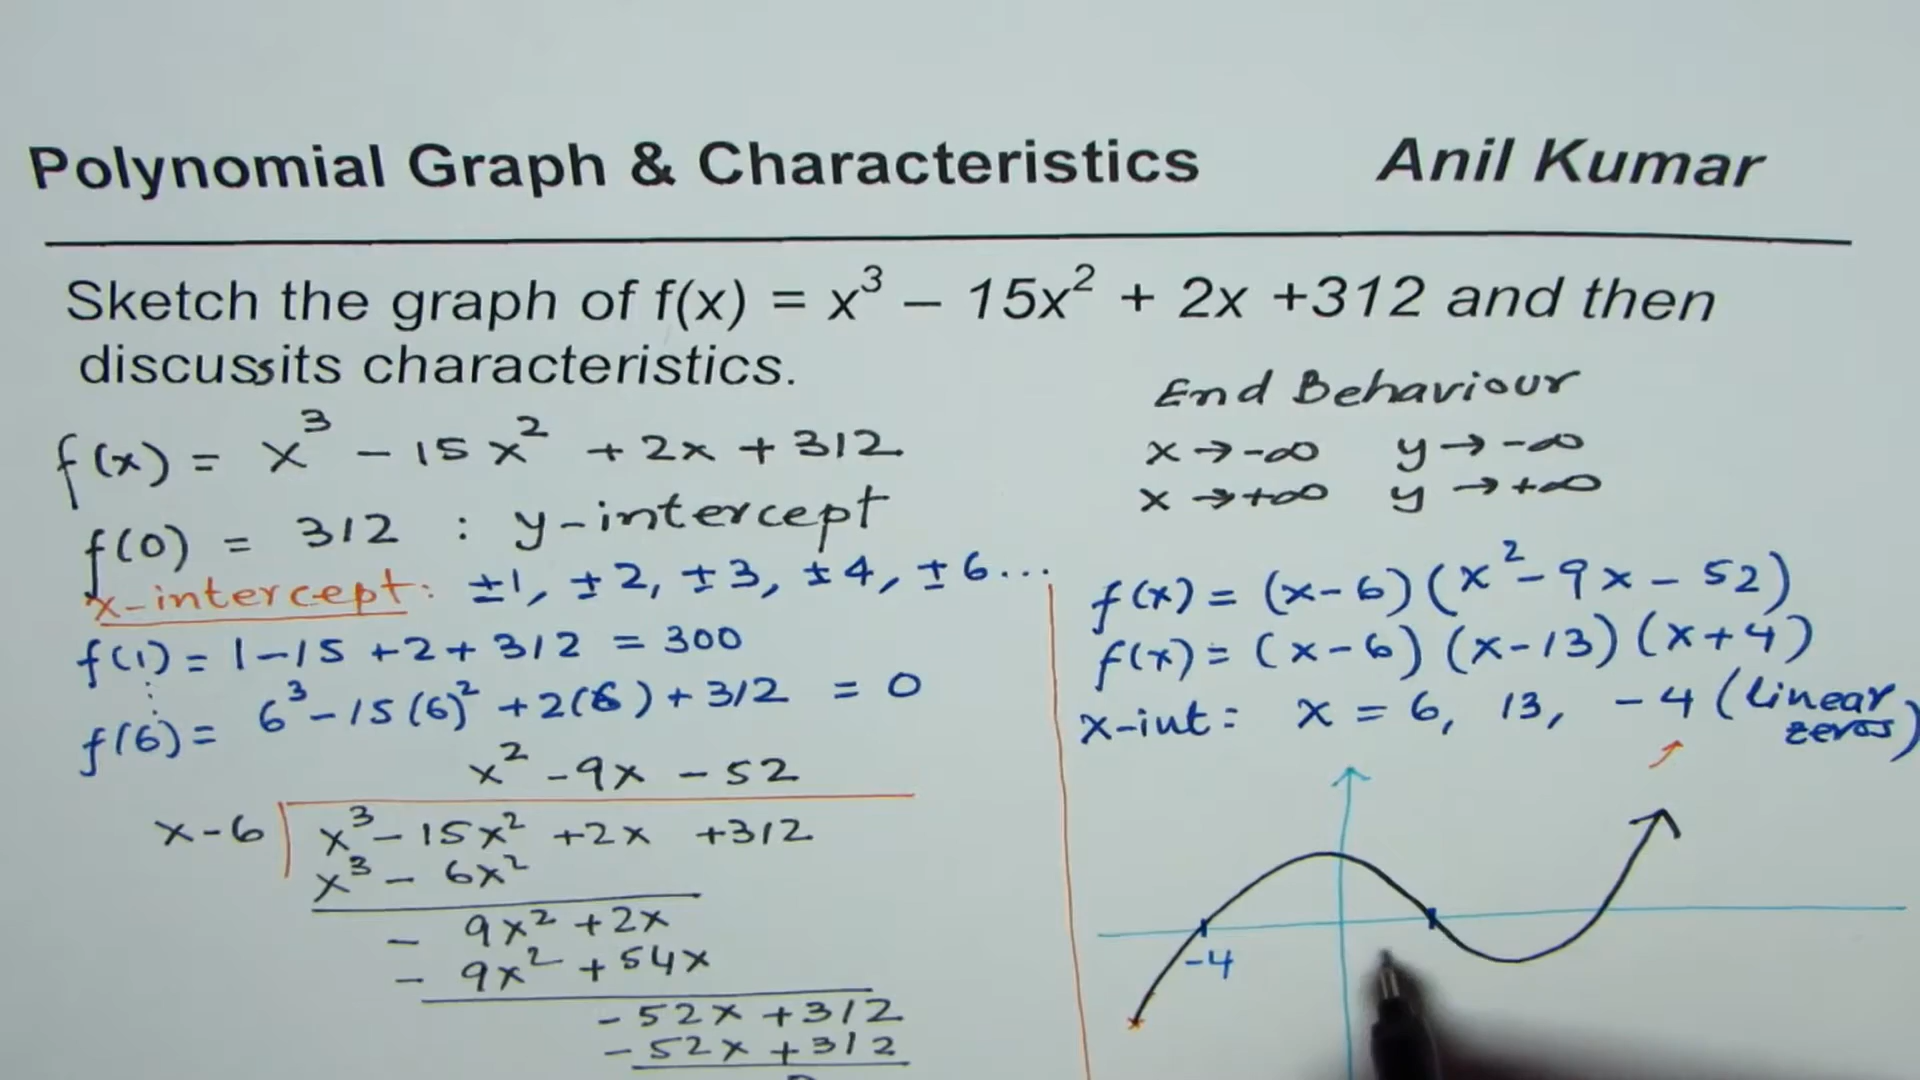 Polynomial Graph & Characteristics Anil Kumar
Sketch the graph of f(x) = x³ – 15x² + 2x +312 and then
discuss its characteristics.
f(x) = x³ - 15x² + 2x + 312
f(0) = 312 : y-intercept
x-intercept: ±1, ±2, ±3, ±4, ±6...
f(1) = 1-15 +2+ 312 = 300
⋮
f(6) = 6³ - 15(6)² + 2(6) + 312 = 0
x² - 9x - 52
x-6 x³ - 15x² + 2x + 312
x³ - 6x²
- 9x² + 2x
- 9x² + 54x
- 52x + 312
- 52x + 312
End Behaviour
x → -∞ y → -∞
x → +∞ y → +∞
f(x) = (x-6)(x² - 9x - 52)
f(x) = (x-6)(x-13)(x+4)
x-int: x = 6, 13, -4 (linear
zeros)
-4